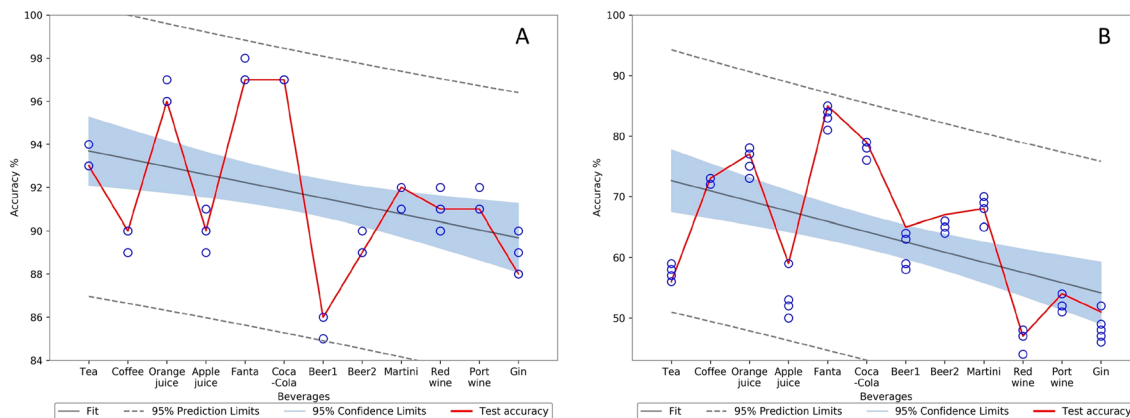 A
Accuracy %
100
98
96
94
92
90
88
86
84
Tea
Coffee
Orange
juice
Apple
juice
Fanta
Coca
-Cola
Beer1
Beer2
Martini
Red
wine
Port
wine
Gin
Beverages
Fit
95% Prediction Limits
95% Confidence Limits
Test accuracy
B
Accuracy %
100
90
80
70
60
50
Tea
Coffee
Orange
juice
Apple
juice
Fanta
Coca
-Cola
Beer1
Beer2
Martini
Red
wine
Port
wine
Gin
Beverages
Fit
95% Prediction Limits
95% Confidence Limits
Test accuracy